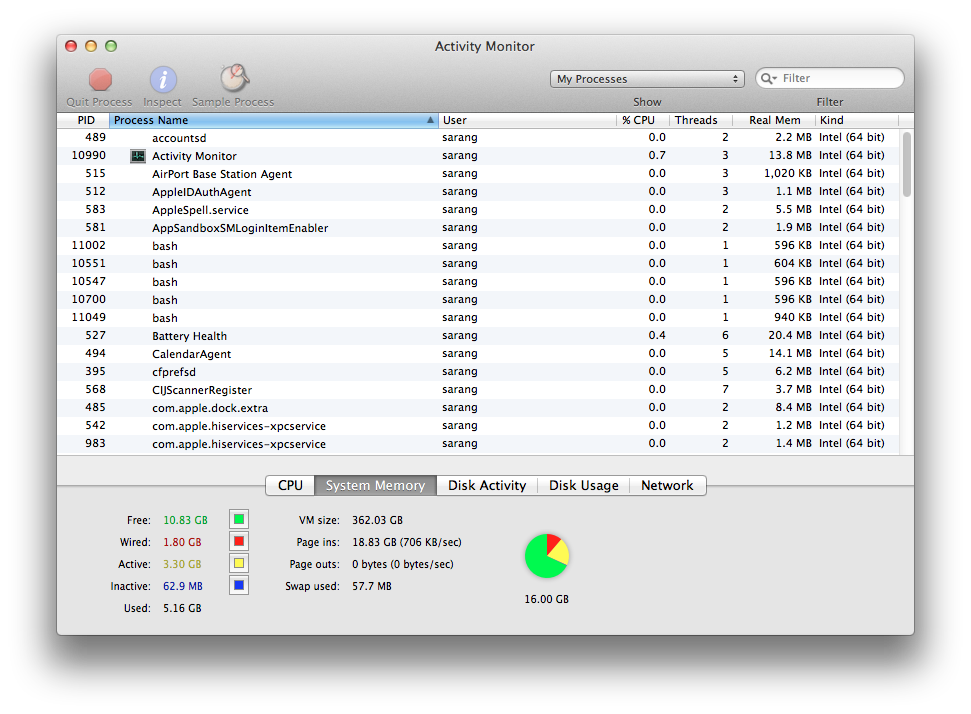 Activity Monitor
Quit Process Inspect Sample Process My Processes Filter
Show Filter
PID Process Name User % CPU Threads Real Mem Kind
489 accountsd sarang 0.0 2 2.2 MB Intel (64 bit)
10990 Activity Monitor sarang 0.7 3 13.8 MB Intel (64 bit)
515 AirPort Base Station Agent sarang 0.0 3 1,020 KB Intel (64 bit)
512 AppleIDAuthAgent sarang 0.0 3 1.1 MB Intel (64 bit)
583 AppleSpell.service sarang 0.0 2 5.5 MB Intel (64 bit)
581 AppSandboxSMLoginItemEnabler sarang 0.0 2 1.9 MB Intel (64 bit)
11002 bash sarang 0.0 1 596 KB Intel (64 bit)
10551 bash sarang 0.0 1 604 KB Intel (64 bit)
10547 bash sarang 0.0 1 596 KB Intel (64 bit)
10700 bash sarang 0.0 1 596 KB Intel (64 bit)
11049 bash sarang 0.0 1 940 KB Intel (64 bit)
527 Battery Health sarang 0.4 6 20.4 MB Intel (64 bit)
494 CalendarAgent sarang 0.0 5 14.1 MB Intel (64 bit)
395 cfprefsd sarang 0.0 5 6.2 MB Intel (64 bit)
568 CIJScannerRegister sarang 0.0 7 3.7 MB Intel (64 bit)
485 com.apple.dock.extra sarang 0.0 2 8.4 MB Intel (64 bit)
542 com.apple.hiservices-xpcservice sarang 0.0 2 1.2 MB Intel (64 bit)
983 com.apple.hiservices-xpcservice sarang 0.0 2 1.4 MB Intel (64 bit)
CPU System Memory Disk Activity Disk Usage Network
Free: 10.83 GB VM size: 362.03 GB
Wired: 1.80 GB Page ins: 18.83 GB (706 KB/sec)
Active: 3.30 GB Page outs: 0 bytes (0 bytes/sec)
Inactive: 62.9 MB Swap used: 57.7 MB
Used: 5.16 GB
16.00 GB